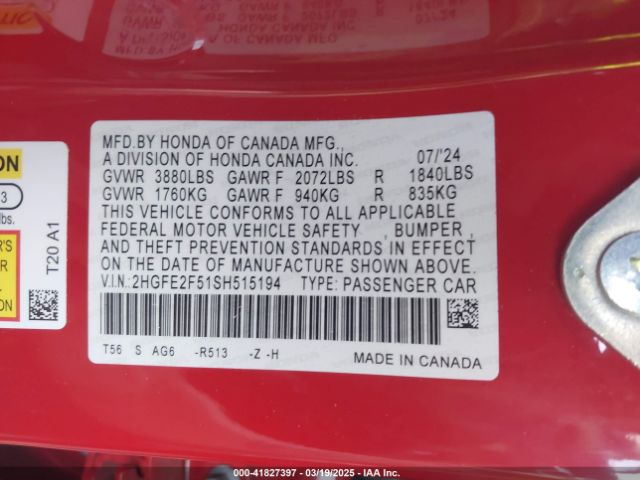 MFD.BY HONDA OF CANADA MFG.,
A DIVISION OF HONDA CANADA INC. 07/'24
GVWR 3880LBS GAWR F 2072LBS R 1840LBS
GVWR 1760KG GAWR F 940KG R 835KG
THIS VEHICLE CONFORMS TO ALL APPLICABLE
FEDERAL MOTOR VEHICLE SAFETY , BUMPER ,
AND THEFT PREVENTION STANDARDS IN EFFECT
ON THE DATE OF MANUFACTURE SHOWN ABOVE.
V.I.N.: 2HGFE2F51SH515194 TYPE: PASSENGER CAR
T56 S AG6 -R513 -Z -H
MADE IN CANADA
T20 A1
3
lbs.
000-41827397 - 03/19/2025 - IAA Inc.